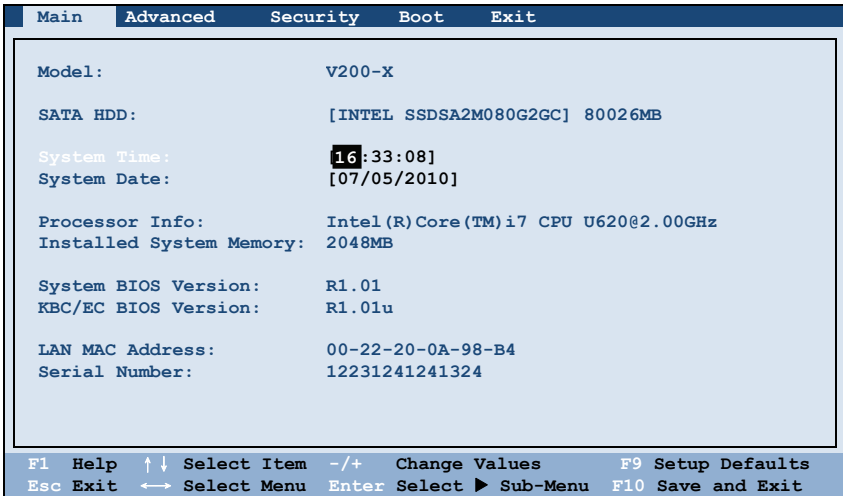 Main Advanced Security Boot Exit
Model: V200-X
SATA HDD: [INTEL SSDSA2M080G2GC] 80026MB
System Time: [16:33:08]
System Date: [07/05/2010]
Processor Info: Intel(R)Core(TM)i7 CPU U620@2.00GHz
Installed System Memory: 2048MB
System BIOS Version: R1.01
KBC/EC BIOS Version: R1.01u
LAN MAC Address: 00-22-20-0A-98-B4
Serial Number: 12231241241324
F1 Help ↑↓ Select Item -/+ Change Values F9 Setup Defaults
Esc Exit ←→ Select Menu Enter Select ▶ Sub-Menu F10 Save and Exit